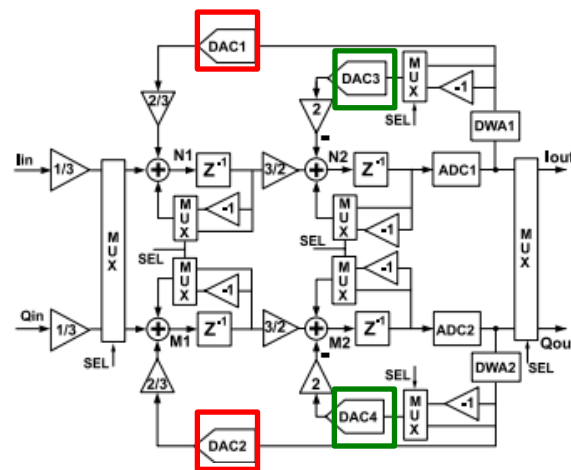 DAC1
DAC3
MUX
-1
2/3
2
SEL
DWA1
-
Iin
1/3
N1
Z-1
3/2
N2
Z-1
ADC1
Iout
MUX
-1
MUX
-1
MUX
MUX
SEL
SEL
MUX
-1
MUX
-1
Qin
1/3
3/2
ADC2
Qou
SEL
M1
Z-1
M2
Z-1
-
DWA2
SEL
2/3
2
SEL
-1
DAC4
MUX
DAC2